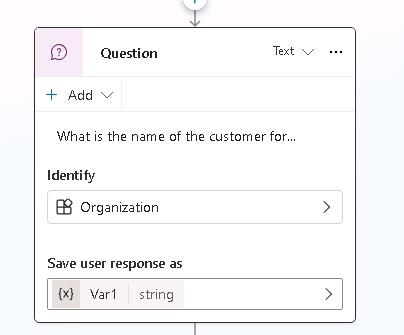 Question
Text
Add
What is the name of the customer for...
Identify
Organization
Save user response as
{x} Var1 string